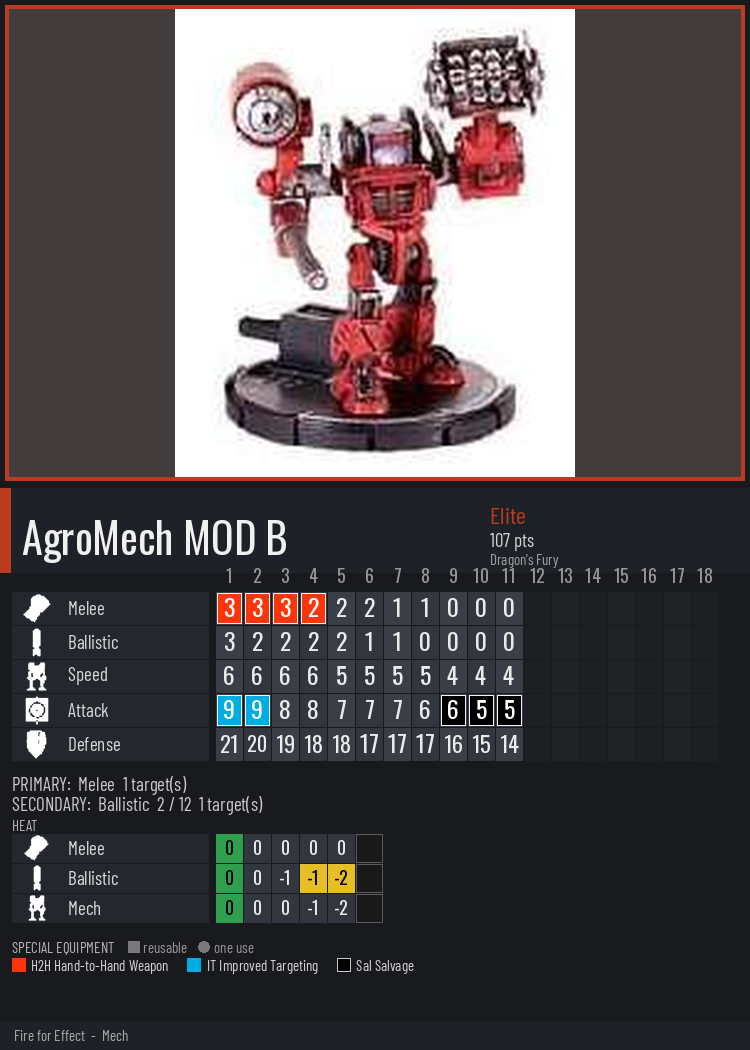 AgroMech MOD B
Elite
107 pts
Dragon's Fury
1 2 3 4 5 6 7 8 9 10 11 12 13 14 15 16 17 18
Melee 3 3 3 2 2 2 1 1 0 0 0
Ballistic 3 2 2 2 2 1 1 0 0 0 0
Speed 6 6 6 6 5 5 5 5 4 4 4
Attack 9 9 8 8 7 7 7 6 6 5 5
Defense 21 20 19 18 18 17 17 17 16 15 14
PRIMARY: Melee 1 target(s)
SECONDARY: Ballistic 2 / 12 1 target(s)
HEAT
Melee 0 0 0 0 0
Ballistic 0 0 -1 -1 -2
Mech 0 0 0 -1 -2
SPECIAL EQUIPMENT reusable one use
H2H Hand-to-Hand Weapon IT Improved Targeting Sal Salvage
Fire for Effect - Mech